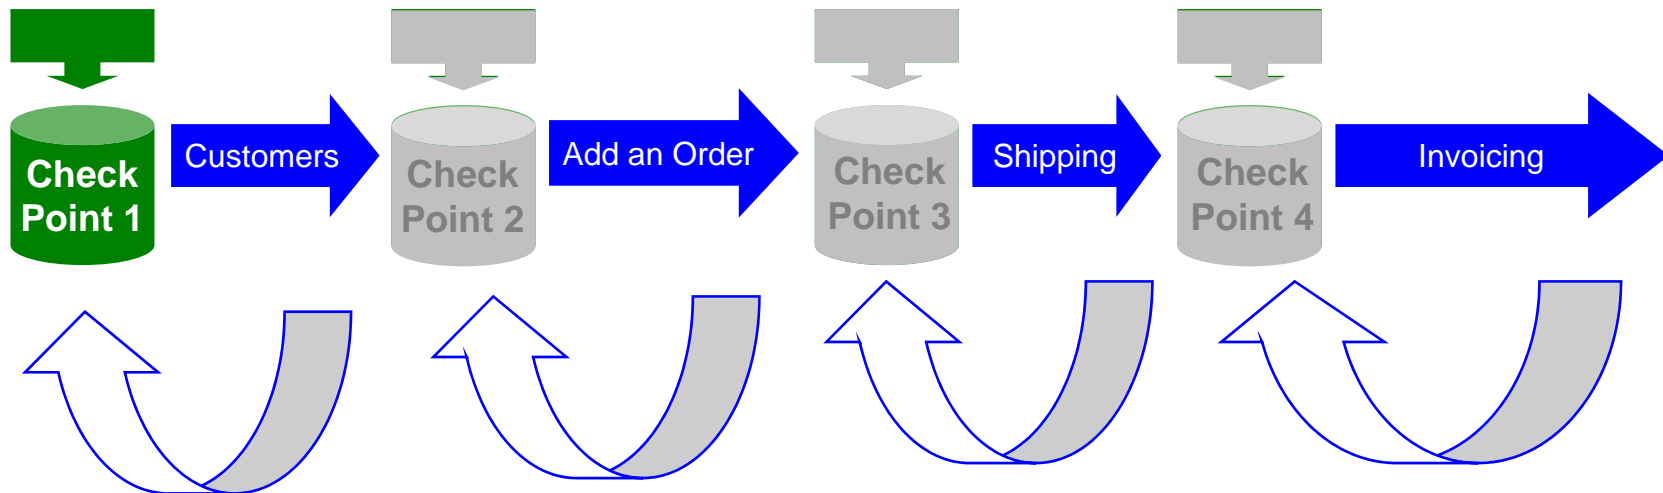 Check
Point 1
Customers
Check
Point 2
Add an Order
Check
Point 3
Shipping
Check
Point 4
Invoicing